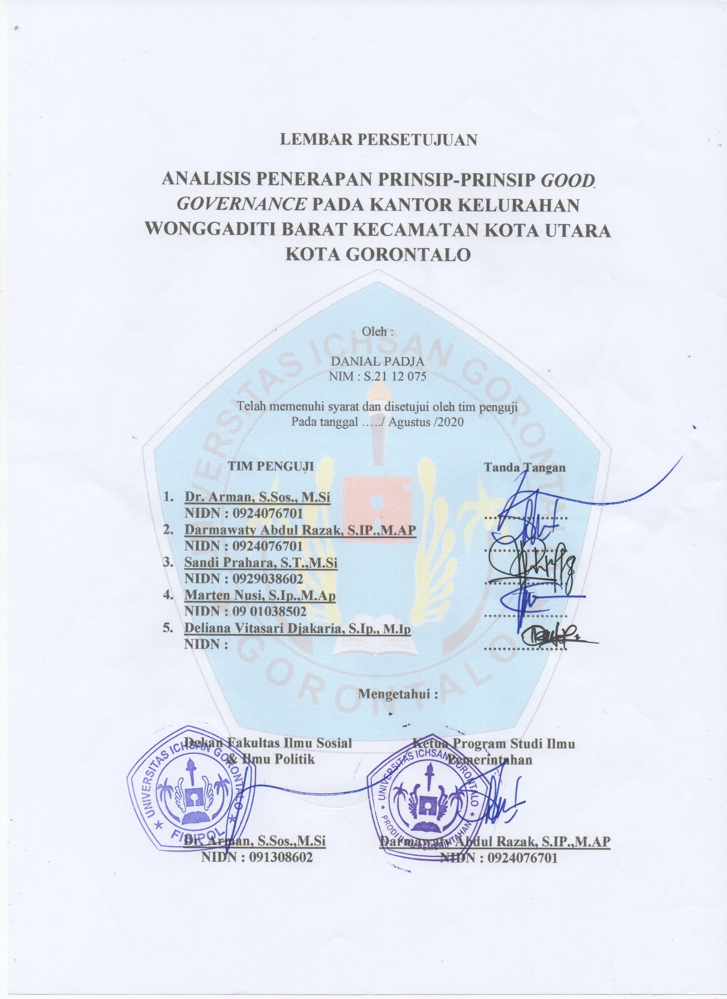 LEMBAR PERSETUJUAN
ANALISIS PENERAPAN PRINSIP-PRINSIP GOOD
GOVERNANCE PADA KANTOR KELURAHAN
WONGGADITI BARAT KECAMATAN KOTA UTARA
KOTA GORONTALO
UNIVERSITAS ICHSAN GORONTALO
GORONTALO
Oleh :
DANIAL PADJA
NIM : S.21 12 075
Telah memenuhi syarat dan disetujui oleh tim penguji
Pada tanggal …../ Agustus /2020
TIM PENGUJI Tanda Tangan
1. Dr. Arman, S.Sos., M.Si
NIDN : 0924076701 ........................
2. Darmawaty Abdul Razak, S.IP.,M.AP
NIDN : 0924076701 ........................
3. Sandi Prahara, S.T.,M.Si
NIDN : 0929038602 ........................
4. Marten Nusi, S.Ip.,M.Ap
NIDN : 09 01038502 ........................
5. Deliana Vitasari Djakaria, S.Ip., M.Ip
NIDN : ........................
Mengetahui :
Dekan Fakultas Ilmu Sosial
& Ilmu Politik
UNIVERSITAS ICHSAN GORONTALO
FISIPOL
Dr. Arman, S.Sos.,M.Si
NIDN : 091308602
Ketua Program Studi Ilmu
Pemerintahan
UNIVERSITAS ICHSAN GORONTALO
PRODI ILMU PEMERINTAHAN
Darmawaty Abdul Razak, S.IP.,M.AP
NIDN : 0924076701